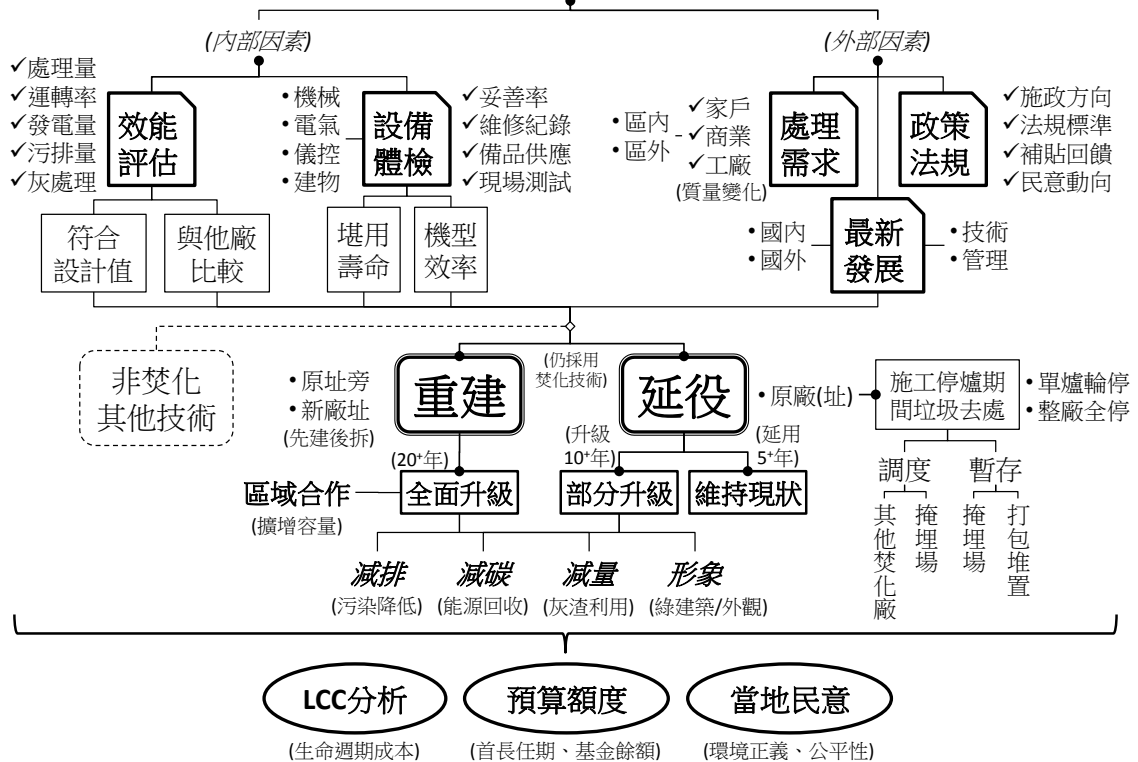 (內部因素)
(外部因素)
✓處理量
✓運轉率
✓發電量
✓污排量
✓灰處理
效能
評估
•機械
•電氣
•儀控
•建物
設備
體檢
✓妥善率
✓維修紀錄
✓備品供應
✓現場測試
•區內
•區外
✓家戶
✓商業
✓工廠
(質量變化)
處理
需求
政策
法規
✓施政方向
✓法規標準
✓補貼回饋
✓民意動向
符合
設計值
與他廠
比較
堪用
壽命
機型
效率
•國內
•國外
最新
發展
•技術
•管理
非焚化
其他技術
•原址旁
•新廠址
(先建後拆)
重建
(仍採用
焚化技術)
延役
•原廠(址)
施工停爐期
間垃圾去處
•單爐輪停
•整廠全停
(20⁺年)
(升級
10⁺年)
(延用
5⁺年)
區域合作
(擴增容量)
全面升級
部分升級
維持現狀
調度
暫存
其他焚化廠
掩埋場
掩埋場
打包堆置
減排
(污染降低)
減碳
(能源回收)
減量
(灰渣利用)
形象
(綠建築/外觀)
LCC分析
(生命週期成本)
預算額度
(首長任期、基金餘額)
當地民意
(環境正義、公平性)